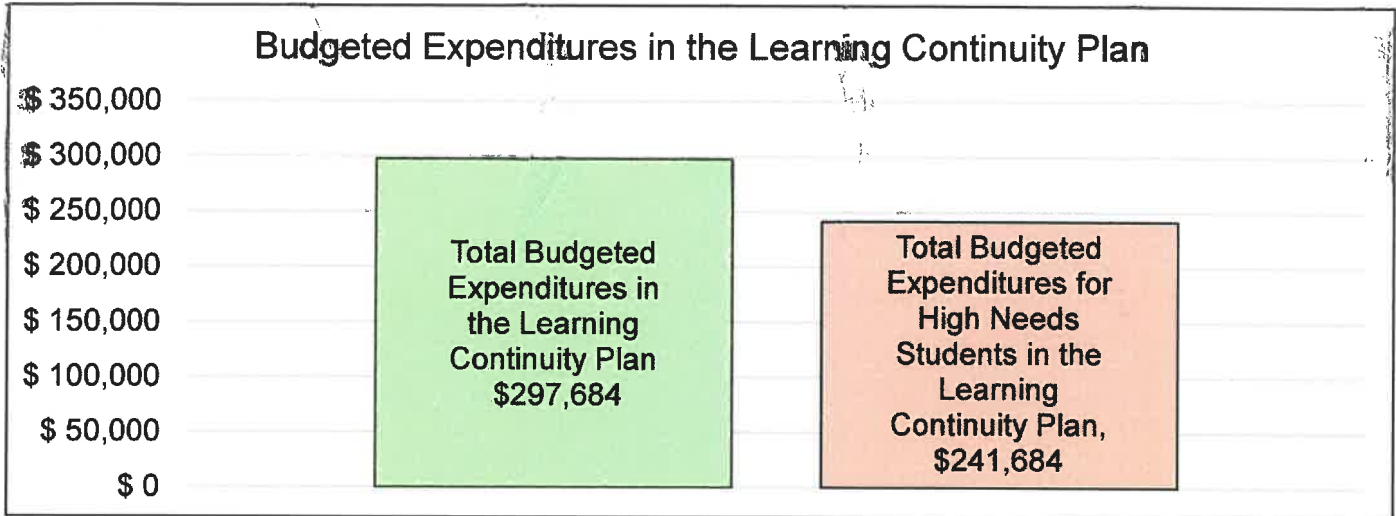 Budgeted Expenditures in the Learning Continuity Plan
$ 350,000
$ 300,000
$ 250,000
$ 200,000
$ 150,000
$ 100,000
$ 50,000
$ 0
Total Budgeted
Expenditures in
the Learning
Continuity Plan
$297,684
Total Budgeted
Expenditures for
High Needs
Students in the
Learning
Continuity Plan,
$241,684